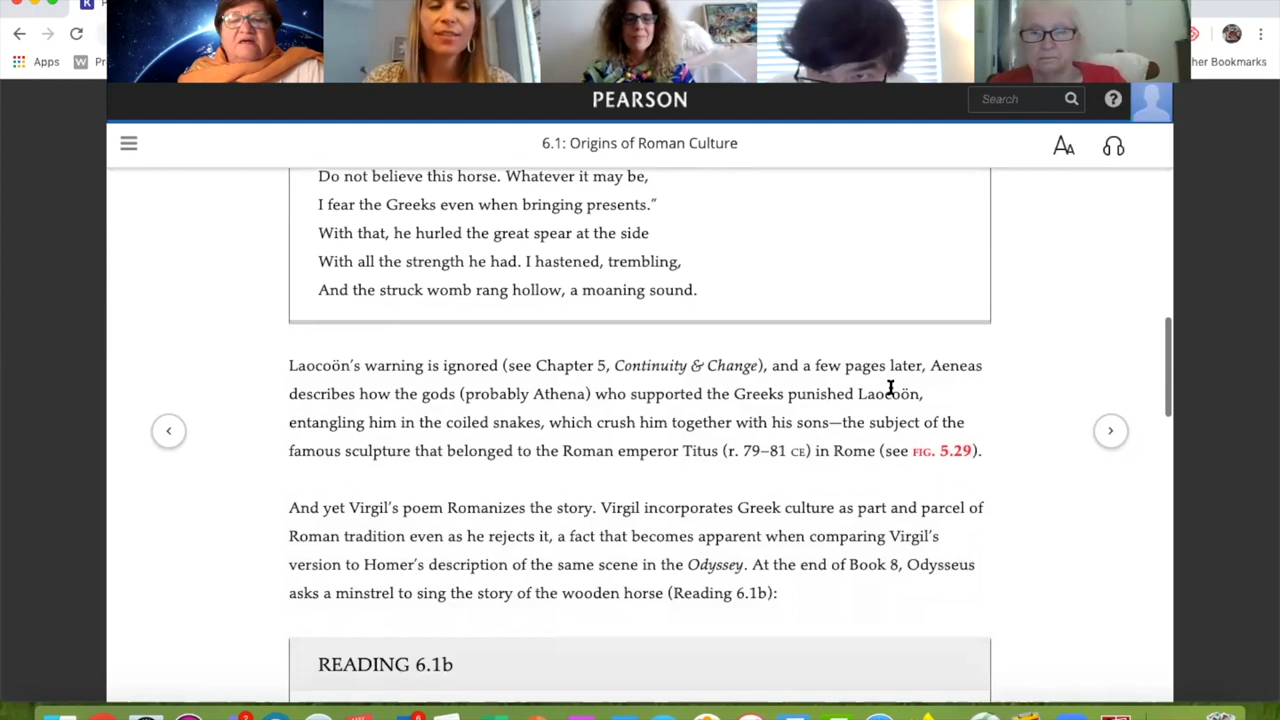 Apps
her Bookmarks
PEARSON
Search
6.1: Origins of Roman Culture
Do not believe this horse. Whatever it may be,
I fear the Greeks even when bringing presents.”
With that, he hurled the great spear at the side
With all the strength he had. I hastened, trembling,
And the struck womb rang hollow, a moaning sound.
Laocoön’s warning is ignored (see Chapter 5, Continuity & Change), and a few pages later, Aeneas
describes how the gods (probably Athena) who supported the Greeks punished Laocoön,
entangling him in the coiled snakes, which crush him together with his sons—the subject of the
famous sculpture that belonged to the Roman emperor Titus (r. 79–81 CE) in Rome (see FIG. 5.29).
And yet Virgil’s poem Romanizes the story. Virgil incorporates Greek culture as part and parcel of
Roman tradition even as he rejects it, a fact that becomes apparent when comparing Virgil’s
version to Homer’s description of the same scene in the Odyssey. At the end of Book 8, Odysseus
asks a minstrel to sing the story of the wooden horse (Reading 6.1b):
READING 6.1b